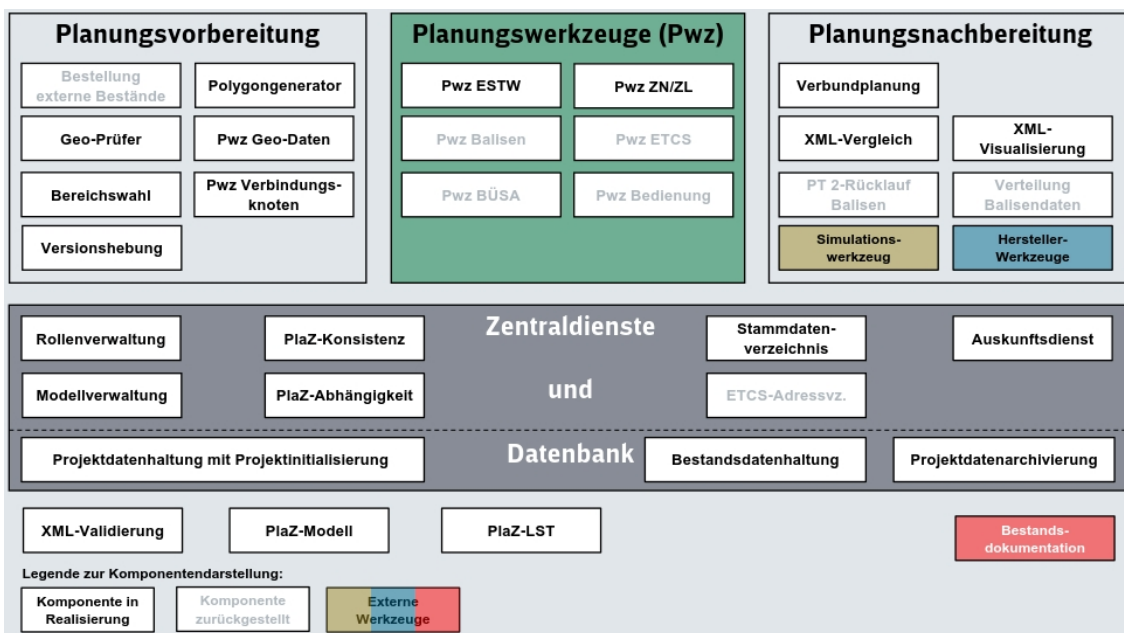 Planungsvorbereitung
Bestellung
externe Bestände
Polygongenerator
Geo-Prüfer
Pwz Geo-Daten
Bereichswahl
Pwz Verbindungs-
knoten
Versionshebung
Planungswerkzeuge (Pwz)
Pwz ESTW
Pwz ZN/ZL
Pwz Balisen
Pwz ETCS
Pwz BÜSA
Pwz Bedienung
Planungsnachbereitung
Verbundplanung
XML-Vergleich
XML-
Visualisierung
PT 2-Rücklauf
Balisen
Verteilung
Balisendaten
Simulations-
werkzeug
Hersteller-
Werkzeuge
Zentraldienste
und
Datenbank
Rollenverwaltung
PlaZ-Konsistenz
Stammdaten-
verzeichnis
Auskunftsdienst
Modellverwaltung
PlaZ-Abhängigkeit
ETCS-Adressvz.
Projektdatenhaltung mit Projektinitialisierung
Bestandsdatenhaltung
Projektdatenarchivierung
XML-Validierung
PlaZ-Modell
PlaZ-LST
Bestands-
dokumentation
Legende zur Komponentendarstellung:
Komponente in
Realisierung
Komponente
zurückgestellt
Externe
Werkzeuge